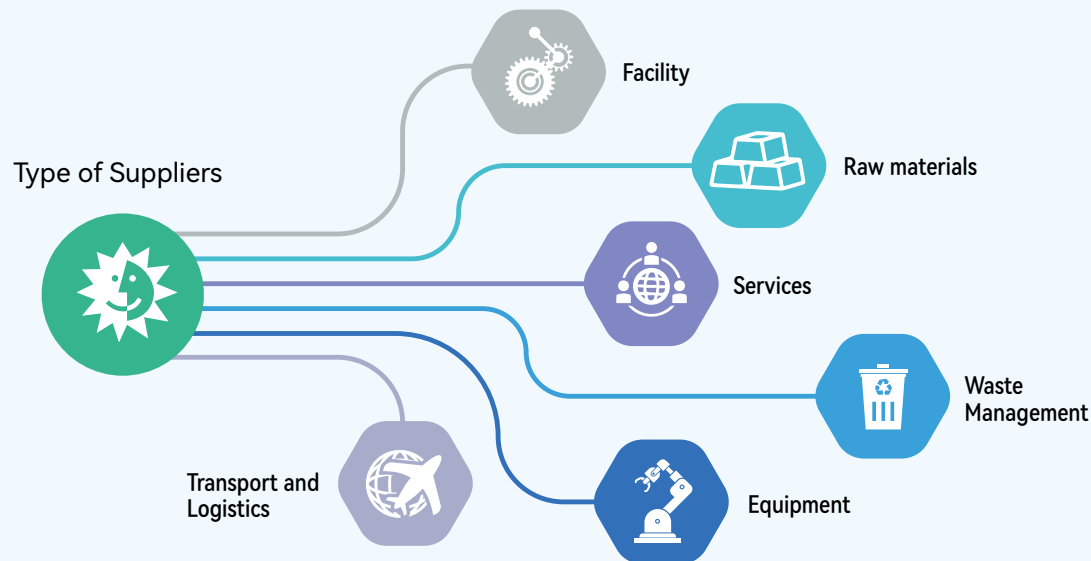 Type of Suppliers
Facility
Raw materials
Services
Waste
Management
Equipment
Transport and
Logistics